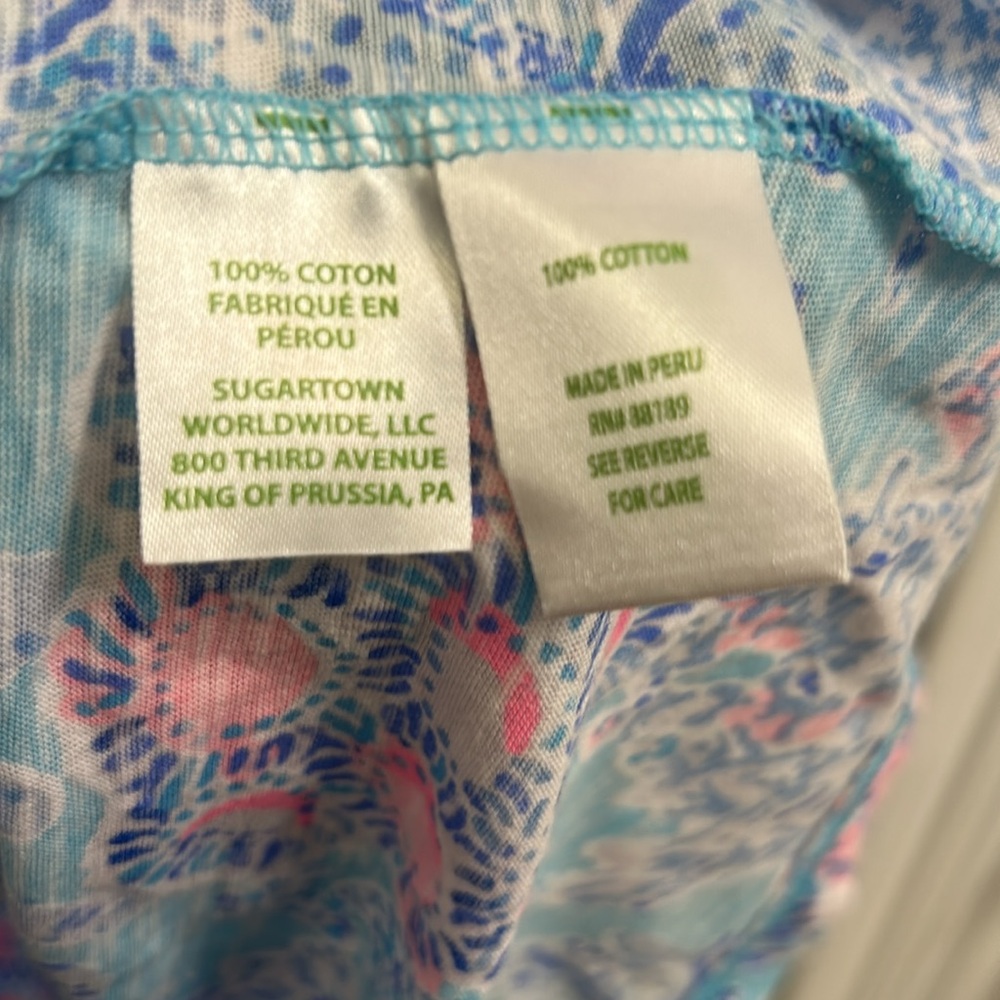 100% COTON
FABRIQUÉ EN
PÉROU
SUGARTOWN
WORLDWIDE, LLC
800 THIRD AVENUE
KING OF PRUSSIA, PA
100% COTTON
MADE IN PERU
RN# 88189
SEE REVERSE
FOR CARE